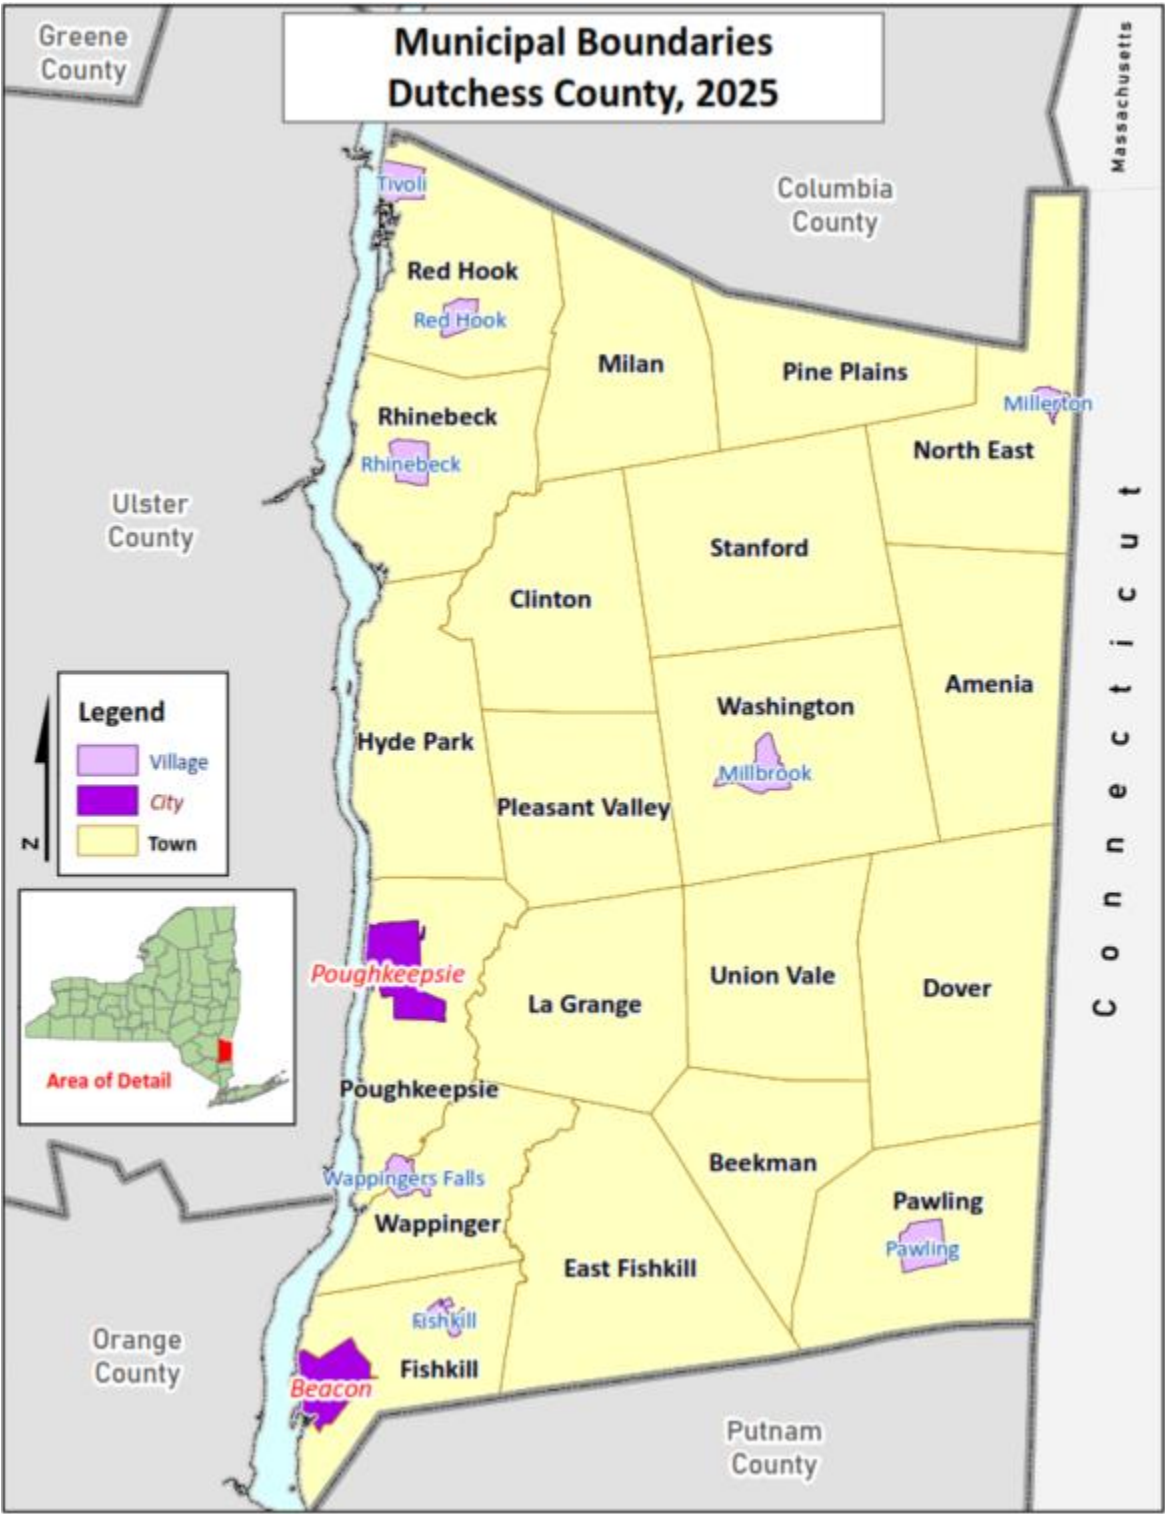 Municipal Boundaries
Dutchess County, 2025
Greene
County
Massachusetts
Columbia
County
Tivoli
Red Hook
Red Hook
Milan
Pine Plains
Millerton
Rhinebeck
Rhinebeck
North East
Ulster
County
Stanford
Clinton
Connecticut
Amenia
Washington
Legend
Village
City
Town
N
Hyde Park
Millbrook
Pleasant Valley
Poughkeepsie
Union Vale
Dover
La Grange
Area of Detail
Poughkeepsie
Beekman
Wappingers Falls
Pawling
Wappinger
Pawling
East Fishkill
Fishkill
Orange
County
Fishkill
Beacon
Putnam
County